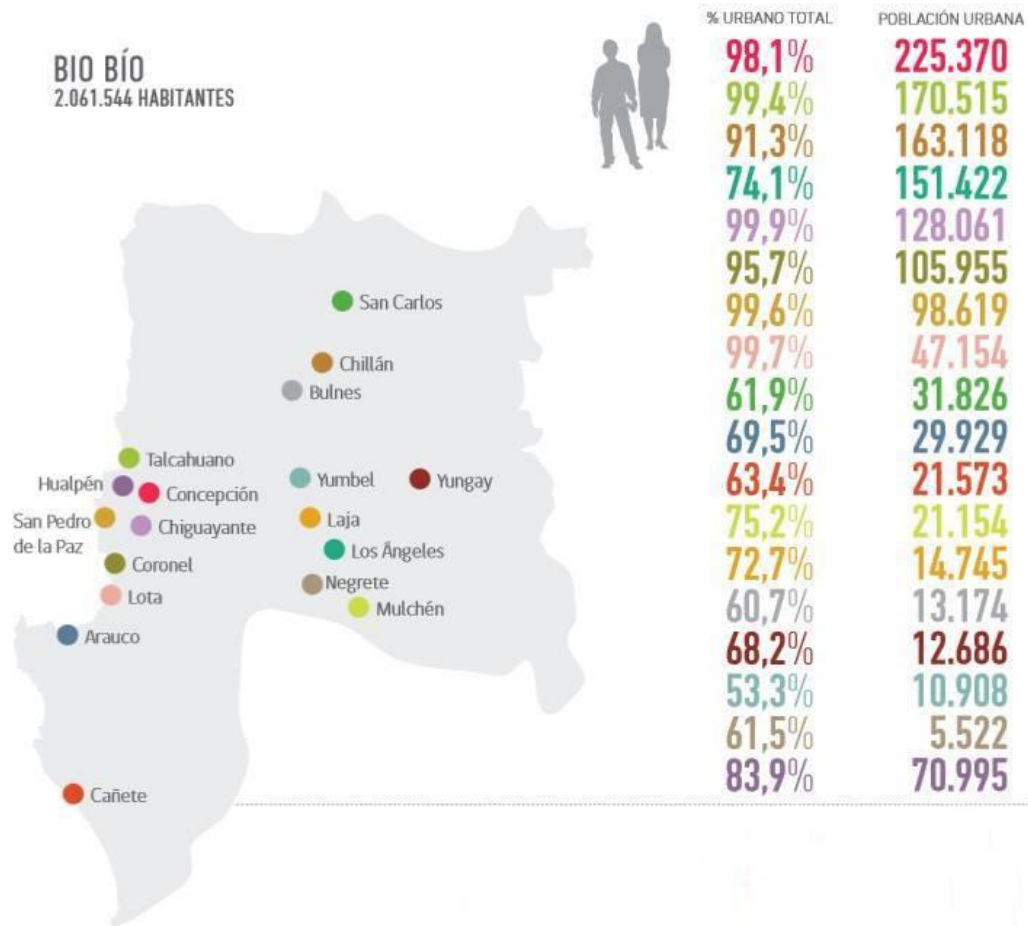 % URBANO TOTAL POBLACIÓN URBANA
BIO BÍO
2.061.544 HABITANTES
98,1% 225.370
99,4% 170.515
91,3% 163.118
74,1% 151.422
99,9% 128.061
95,7% 105.955
99,6% 98.619
99,7% 47.154
61,9% 31.826
69,5% 29.929
63,4% 21.573
75,2% 21.154
72,7% 14.745
60,7% 13.174
68,2% 12.686
53,3% 10.908
61,5% 5.522
83,9% 70.995
San Carlos
Chillán
Bulnes
Talcahuano
Hualpén
Concepción
San Pedro
de la Paz
Chiguayante
Coronel
Lota
Arauco
Cañete
Yumbel
Yungay
Laja
Los Ángeles
Negrete
Mulchén